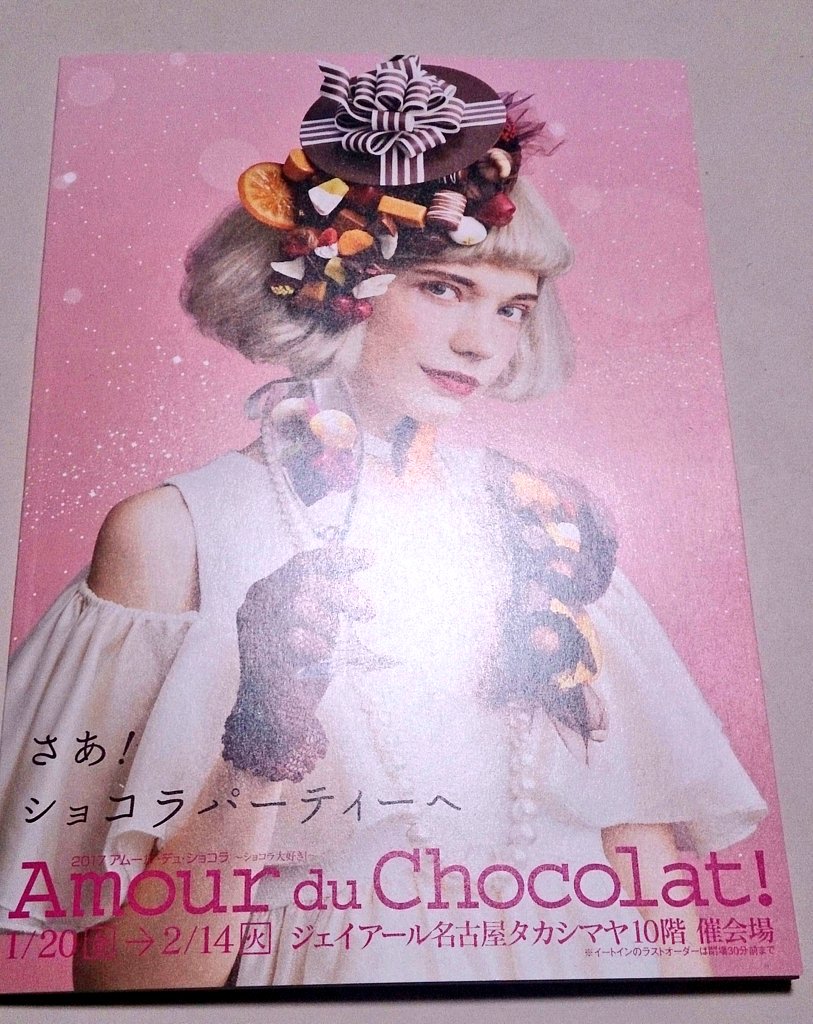 さあ!
ショコラパーティーへ
2017 アムール・デュ・ショコラ ~ショコラ大好き!~
Amour du Chocolat!
1/20金→2/14火 ジェイアール名古屋タカシマヤ10階 催会場
※イートインのラストオーダーは閉場30分前まで